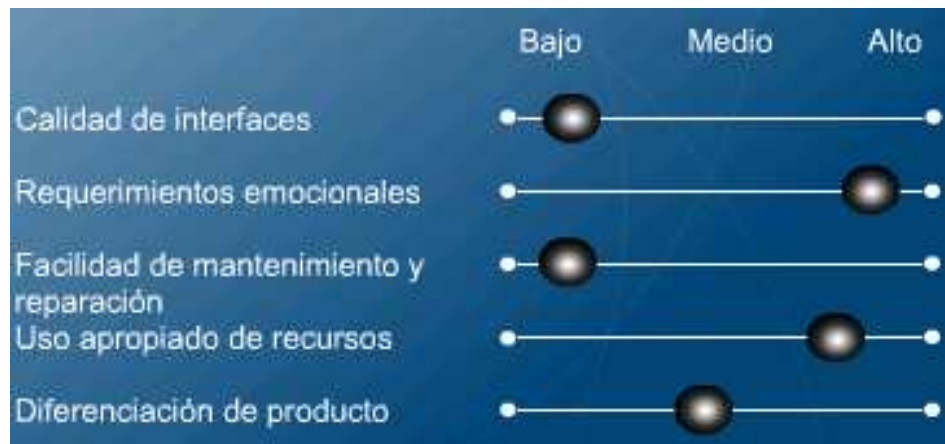 Bajo Medio Alto
Calidad de interfaces
Requerimientos emocionales
Facilidad de mantenimiento y
reparación
Uso apropiado de recursos
Diferenciación de producto